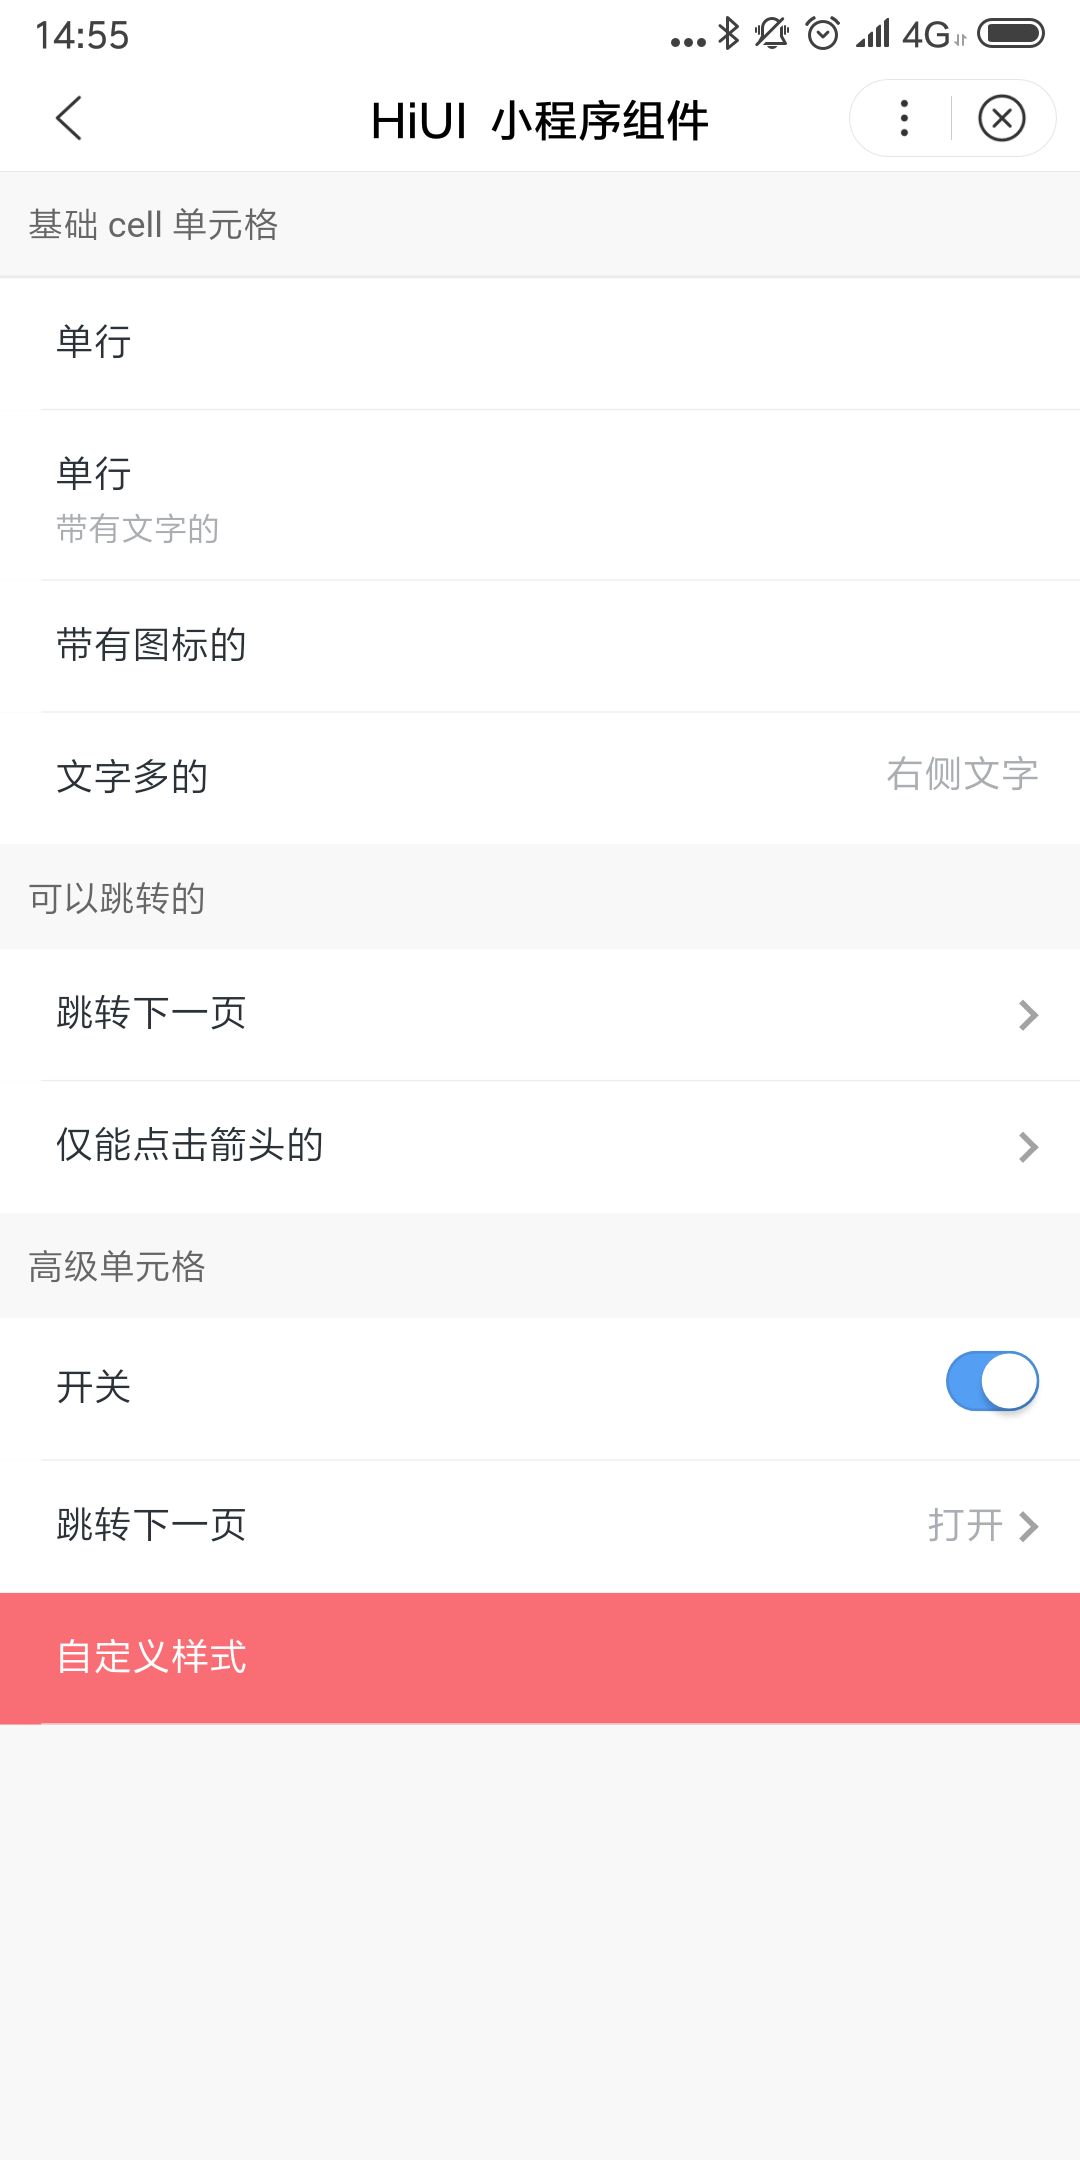 14:55
4G
HiUI 小程序组件
基础 cell 单元格
单行
单行
带有文字的
带有图标的
文字多的 右侧文字
可以跳转的
跳转下一页
仅能点击箭头的
高级单元格
开关
跳转下一页 打开
自定义样式